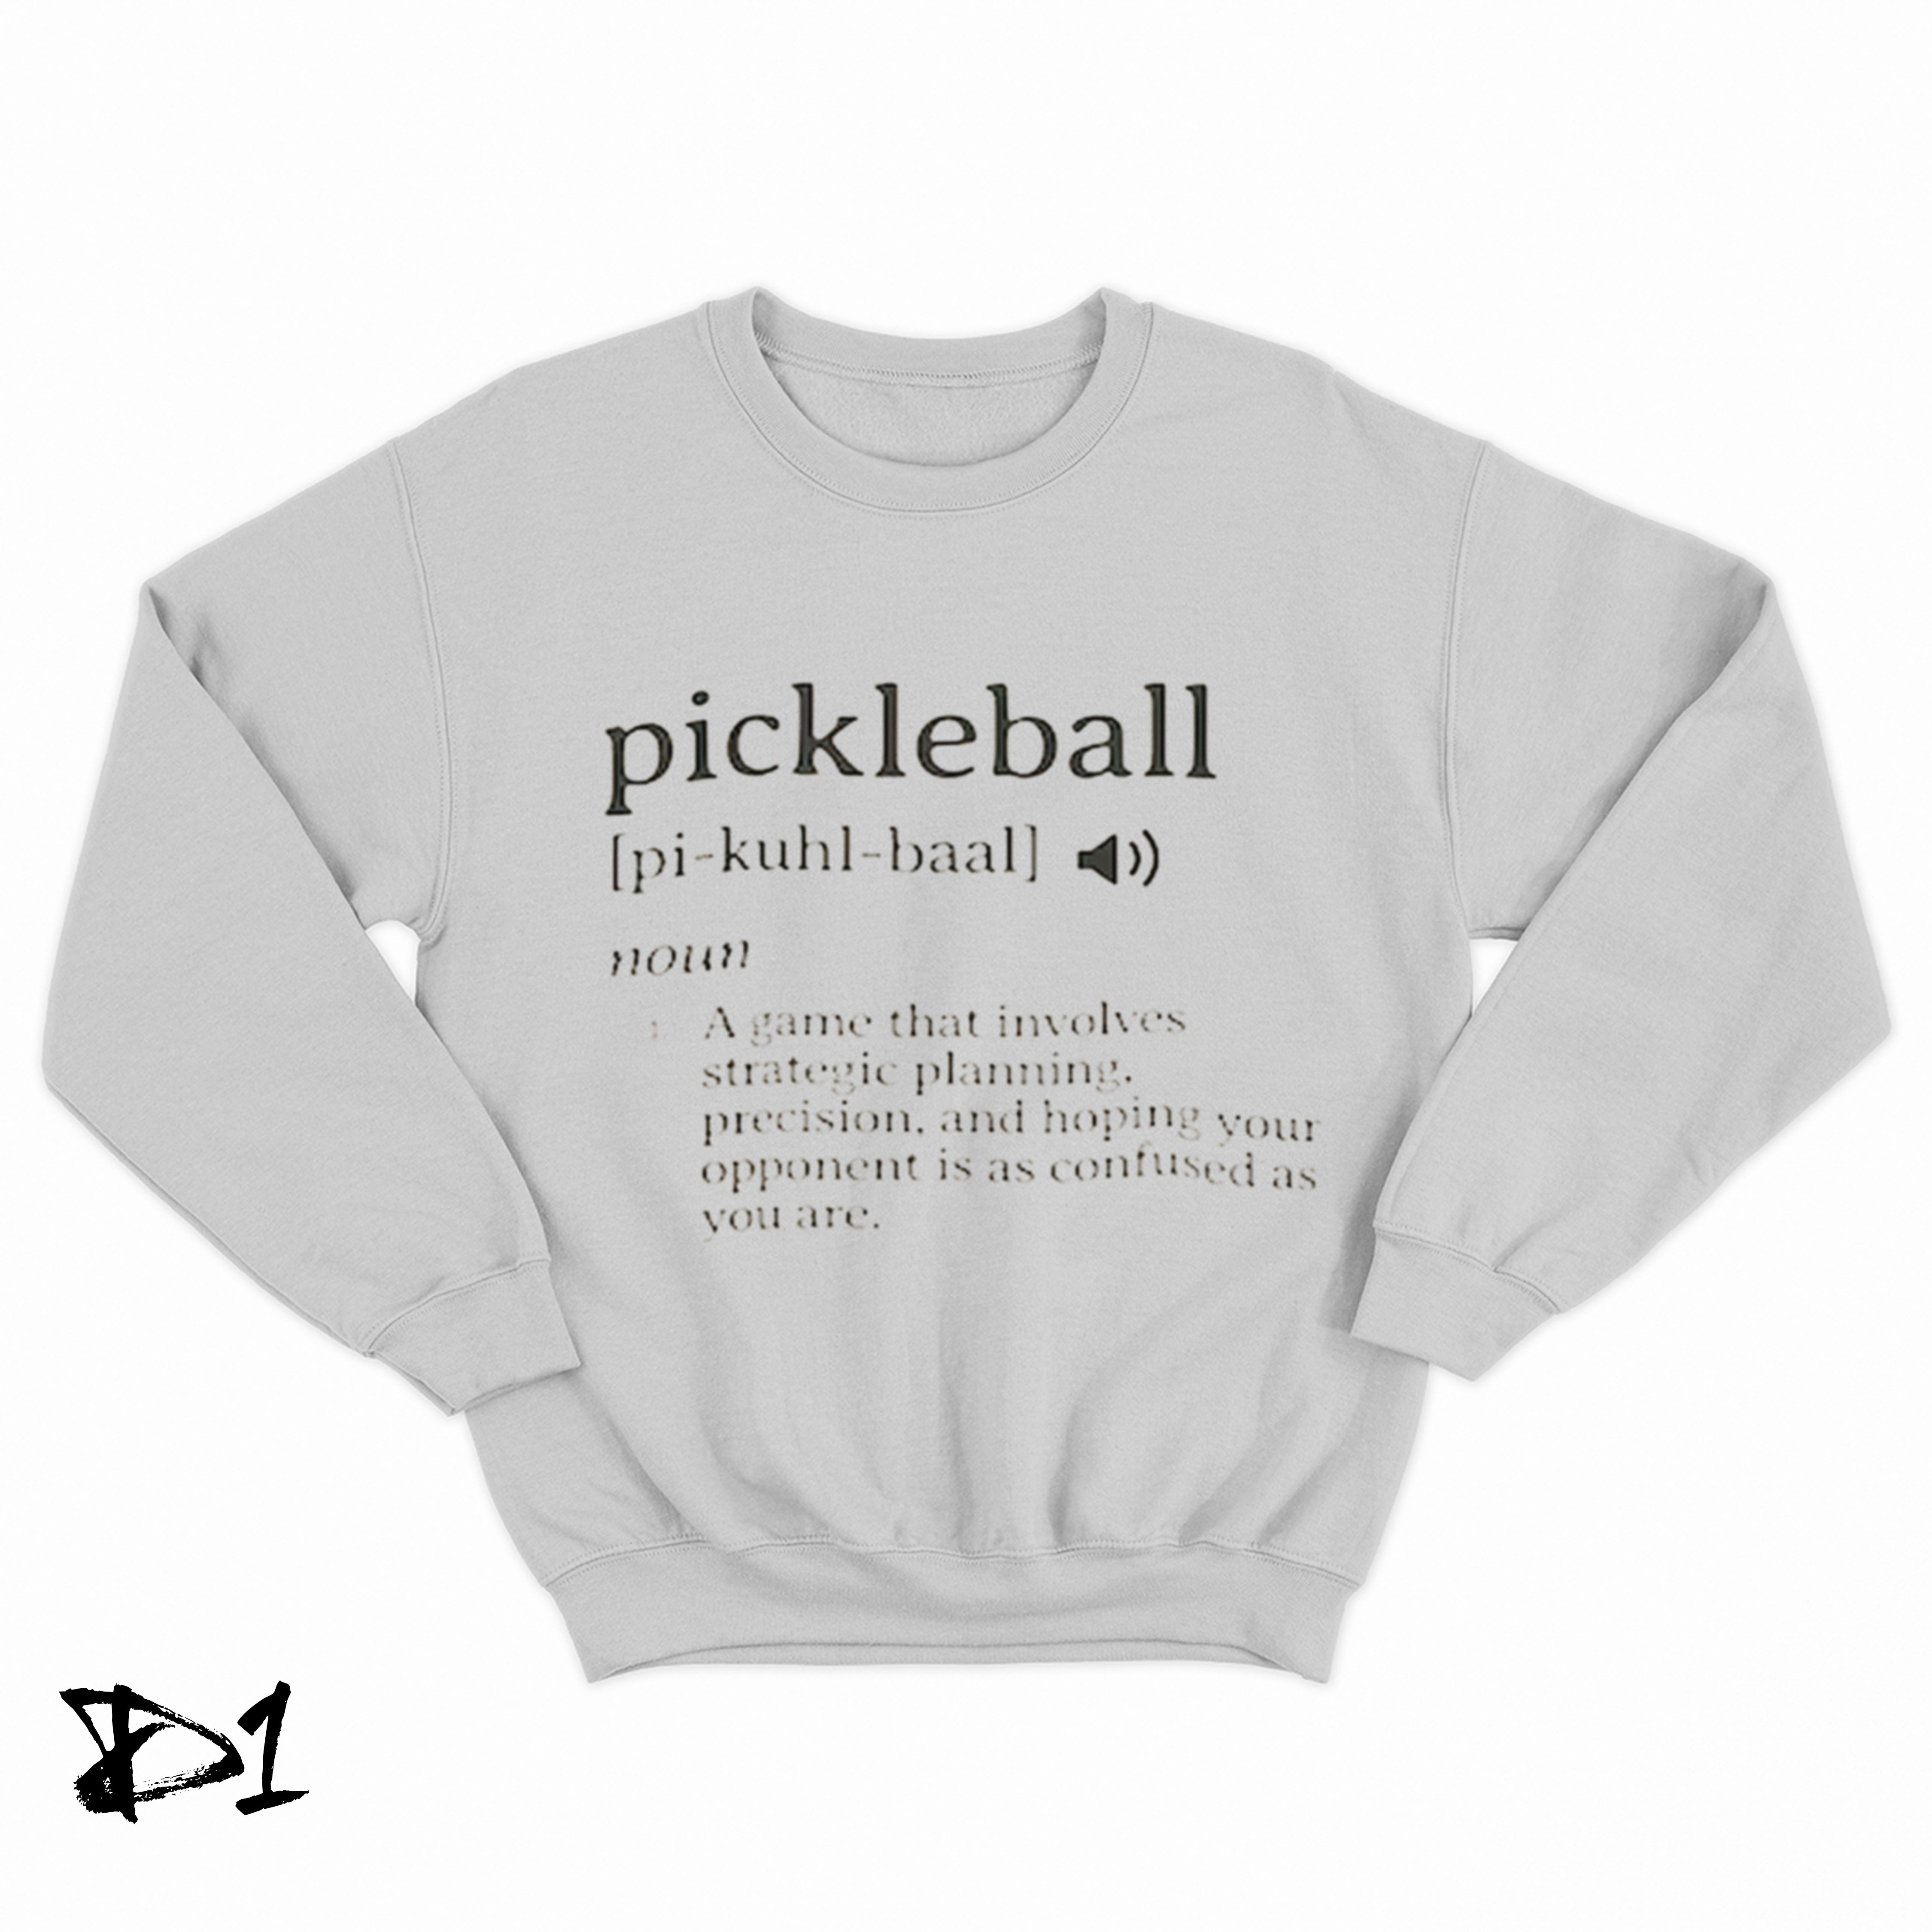 pickleball
[pi-kuhl-baal]
noun
1. A game that involves
strategic planning.
precision, and hoping your
opponent is as confused as
you are.
D1